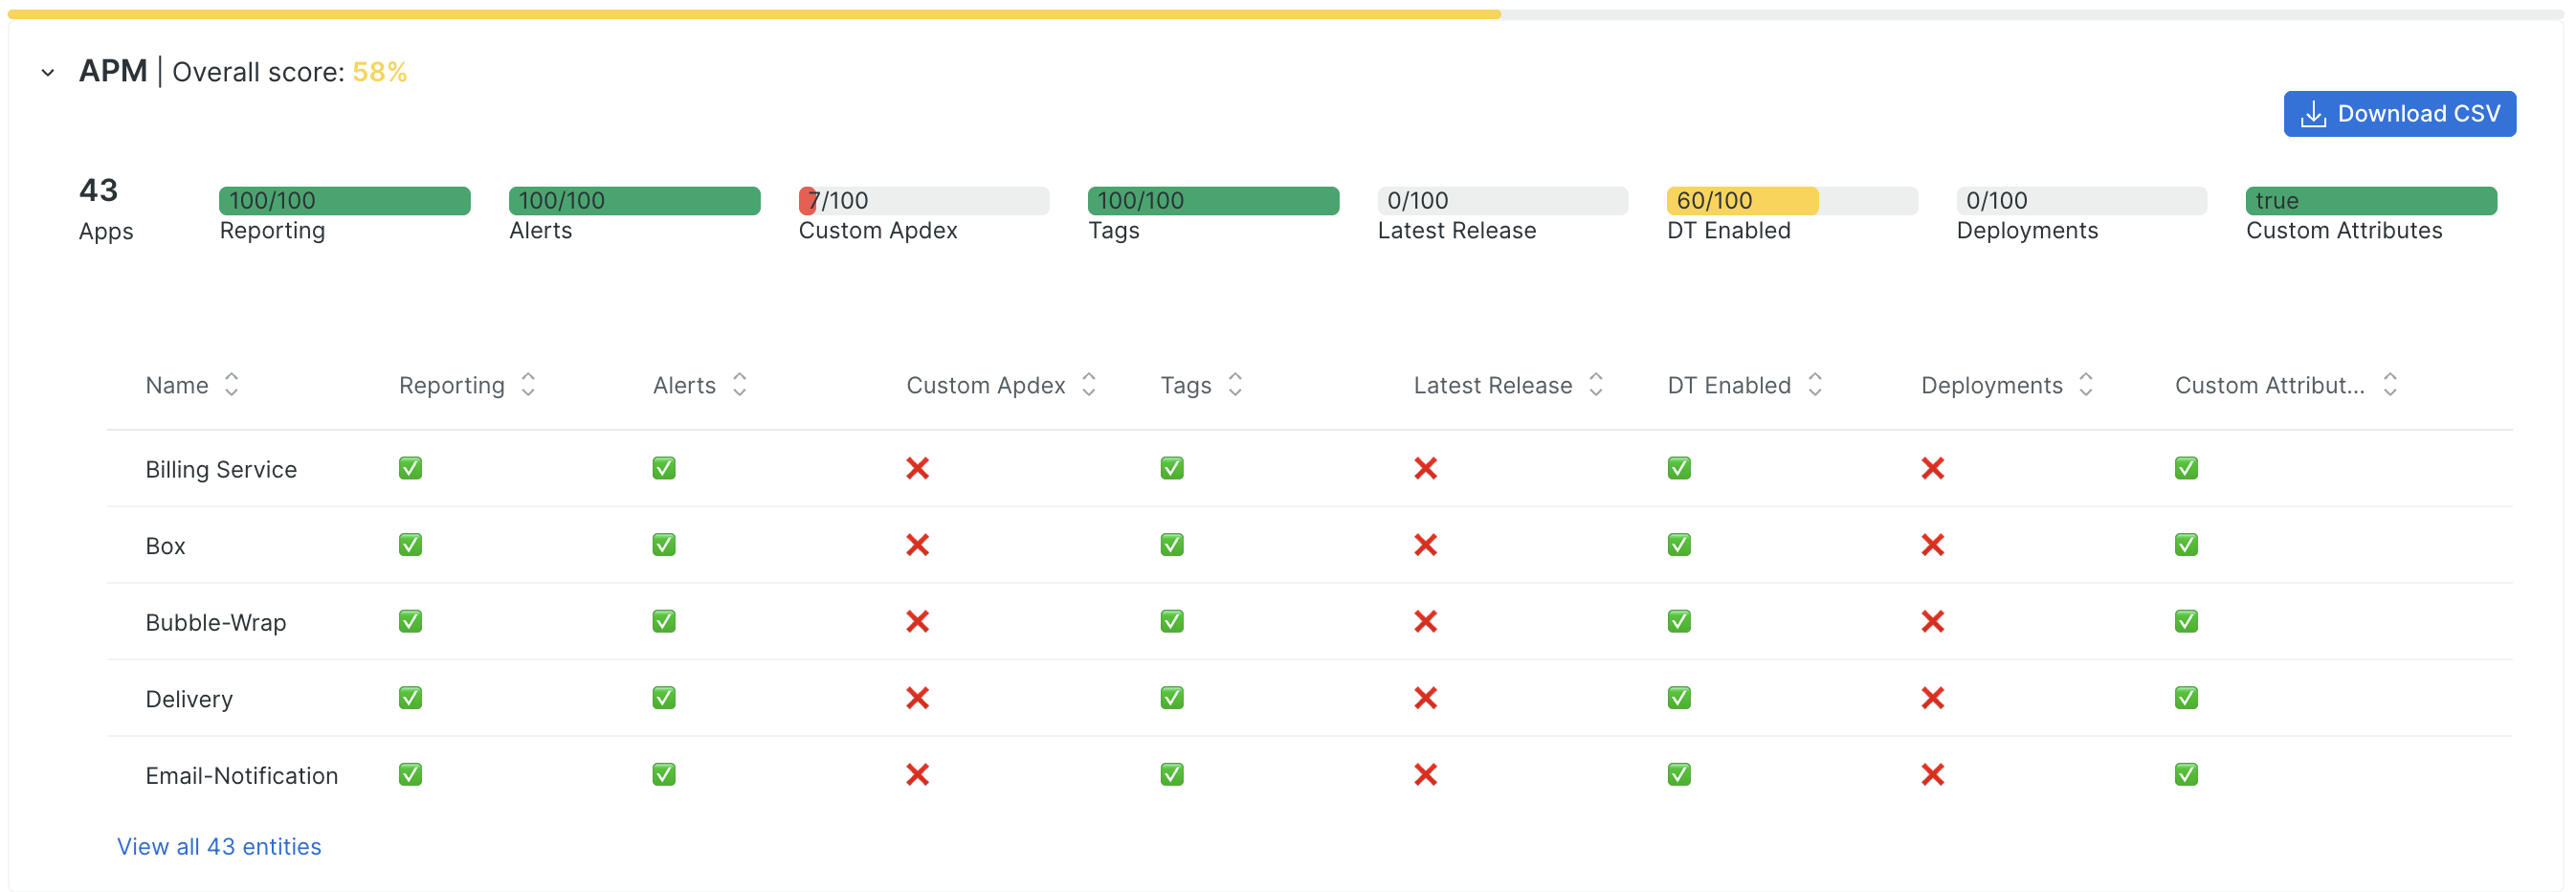 APM | Overall score: 58%
Download CSV
43
Apps
100/100
Reporting
100/100
Alerts
7/100
Custom Apdex
100/100
Tags
0/100
Latest Release
60/100
DT Enabled
0/100
Deployments
true
Custom Attributes
Name Reporting Alerts Custom Apdex Tags Latest Release DT Enabled Deployments Custom Attribut...
Billing Service
Box
Bubble-Wrap
Delivery
Email-Notification
View all 43 entities